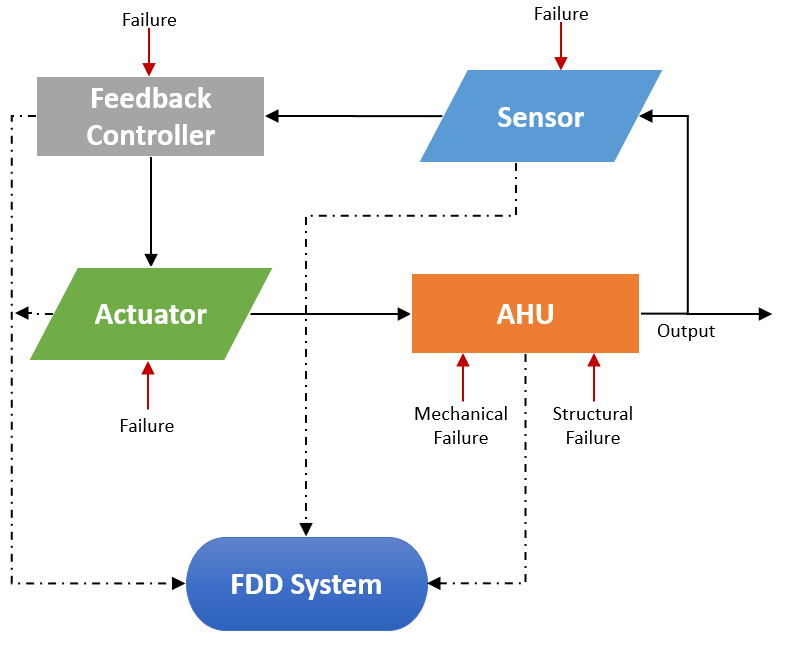 Failure
Failure
Feedback
Controller
Sensor
Actuator
AHU
Output
Failure
Mechanical
Failure
Structural
Failure
FDD System